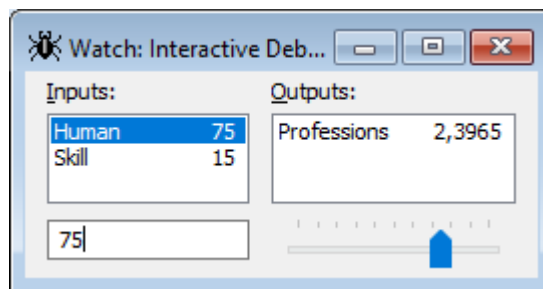 Watch: Interactive Deb...
Inputs:
Outputs:
Human 75
Skill 15
Professions 2,3965
75